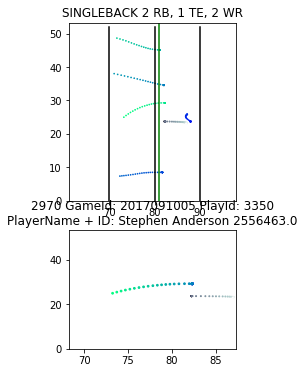 SINGLEBACK 2 RB, 1 TE, 2 WR
50
40
30
20
10
0
70 80 90
2970 GameId: 2017091005 PlayId: 3350
PlayerName + ID: Stephen Anderson 2556463.0
40
20
0
70 75 80 85